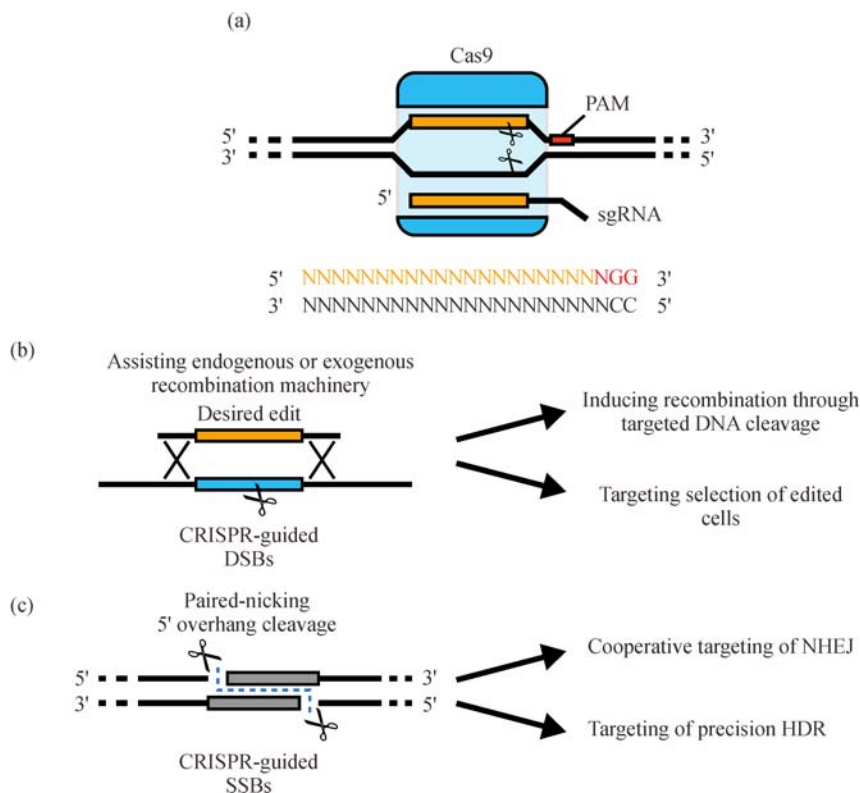 (a)
Cas9
PAM
5'
3'
3'
5'
5'
sgRNA
5' NNNNNNNNNNNNNNNNNNNNNGG 3'
3' NNNNNNNNNNNNNNNNNNNNNCC 5'
(b)
Assisting endogenous or exogenous
recombination machinery
Desired edit
CRISPR-guided
DSBs
Inducing recombination through
targeted DNA cleavage
Targeting selection of edited
cells
(c)
Paired-nicking
5' overhang cleavage
5'
3'
3'
5'
CRISPR-guided
SSBs
Cooperative targeting of NHEJ
Targeting of precision HDR